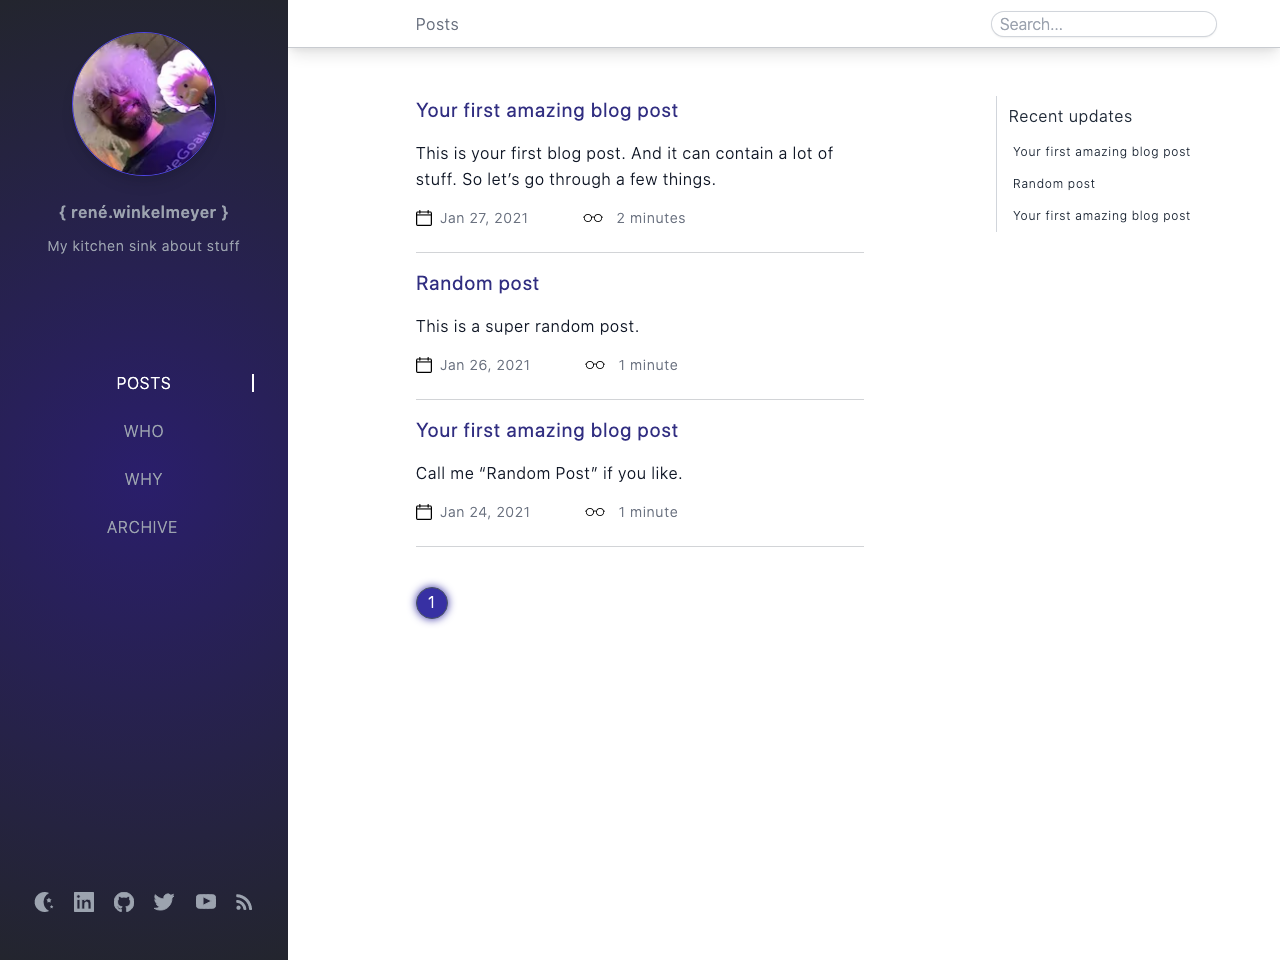 { rené.winkelmeyer }
My kitchen sink about stuff
POSTS
WHO
WHY
ARCHIVE
Posts
Search...
Your first amazing blog post
This is your first blog post. And it can contain a lot of
stuff. So let’s go through a few things.
Jan 27, 2021 2 minutes
Random post
This is a super random post.
Jan 26, 2021 1 minute
Your first amazing blog post
Call me “Random Post” if you like.
Jan 24, 2021 1 minute
1
Recent updates
Your first amazing blog post
Random post
Your first amazing blog post